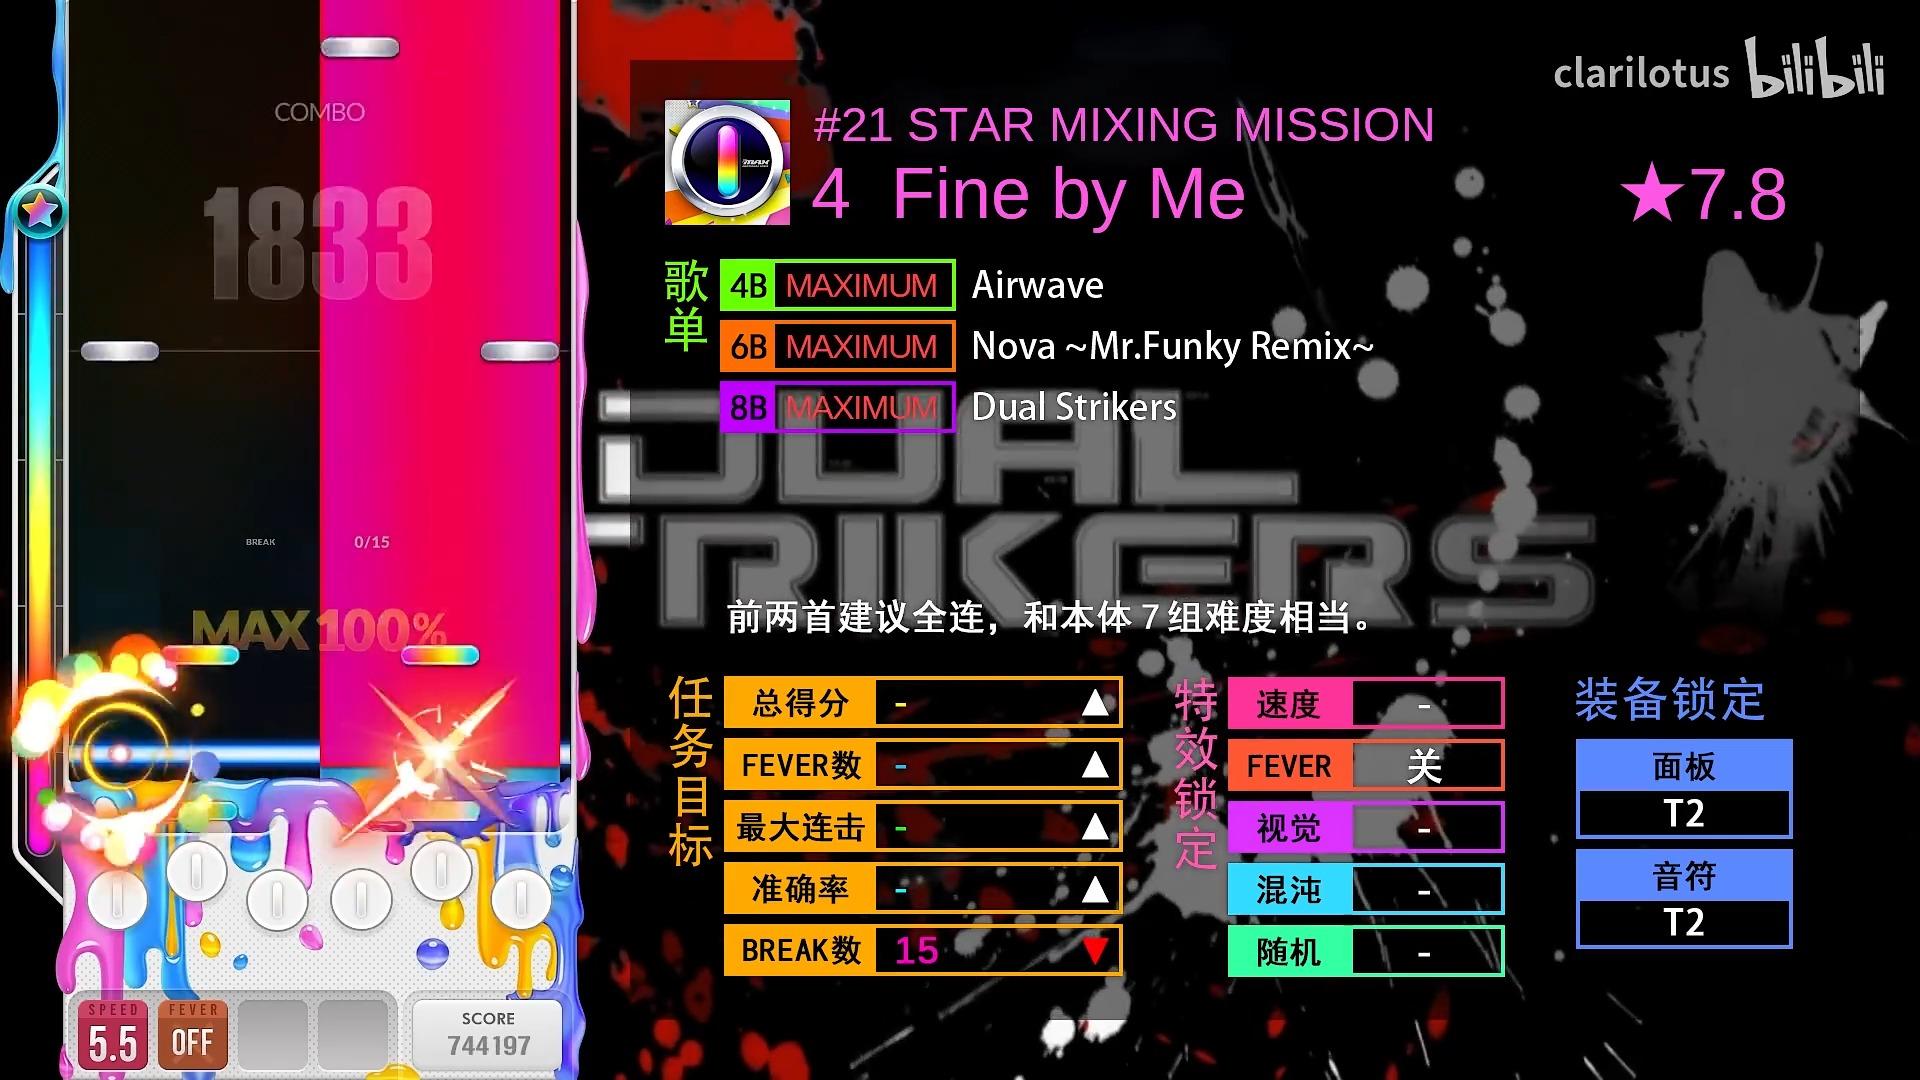 clarilotus bilibili
#21 STAR MIXING MISSION
4 Fine by Me
★7.8
歌单
4B MAXIMUM Airwave
6B MAXIMUM Nova ~Mr.Funky Remix~
8B MAXIMUM Dual Strikers
前两首建议全连，和本体7组难度相当。
任务目标
总得分 - ▲
FEVER数 - ▲
最大连击 - ▲
准确率 - ▲
BREAK数 15 ▼
特效锁定
速度 -
FEVER 关
视觉 -
混沌 -
随机 -
装备锁定
面板
T2
音符
T2
COMBO
1833
BREAK 0/15
MAX 100%
SPEED
5.5
FEVER
OFF
SCORE
744197
DUAL
TRIKERS